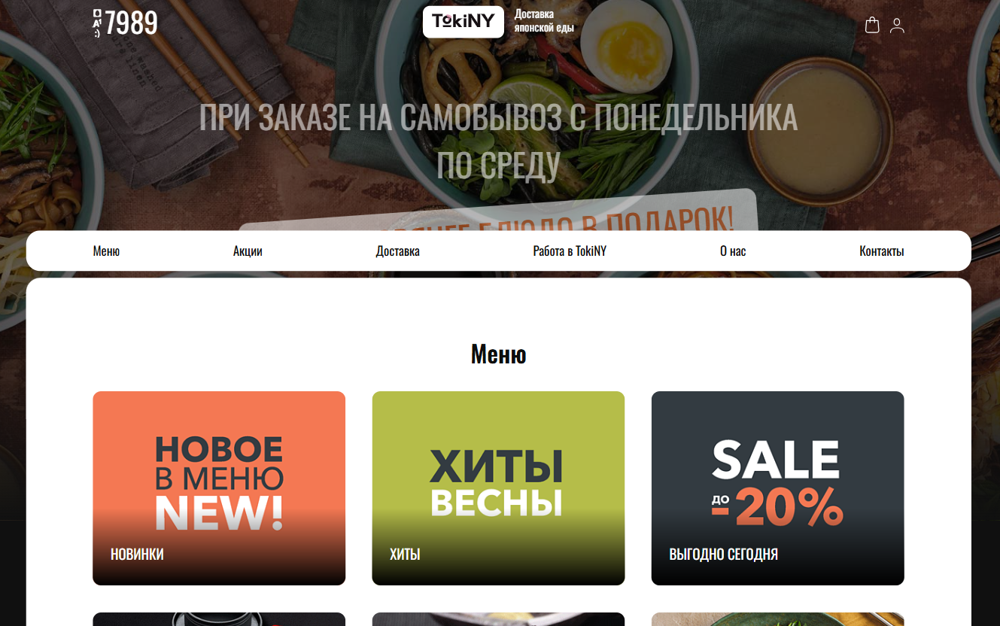 7989
A1
:)
TokiNY
Доставка
японской еды
ПРИ ЗАКАЗЕ НА САМОВЫВОЗ С ПОНЕДЕЛЬНИКА
ПО СРЕДУ
БЛЮДО В ПОДАРОК!
Меню
Акции
Доставка
Работа в TokiNY
О нас
Контакты
Меню
НОВОЕ
В МЕНЮ
NEW!
НОВИНКИ
ХИТЫ
ВЕСНЫ
ХИТЫ
SALE
до
-20%
ВЫГОДНО СЕГОДНЯ